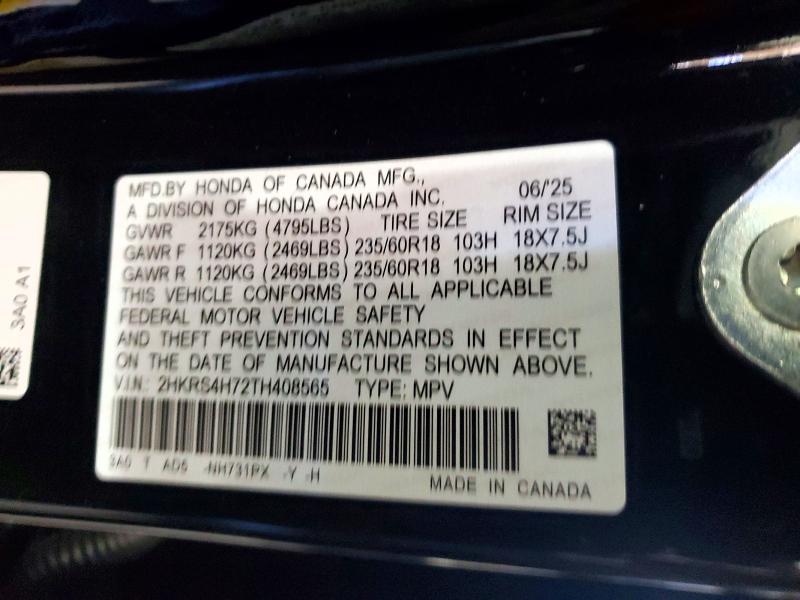 MFD.BY HONDA OF CANADA MFG., 06/'25
A DIVISION OF HONDA CANADA INC.
GVWR 2175KG (4795LBS) TIRE SIZE RIM SIZE
GAWR F 1120KG (2469LBS) 235/60R18 103H 18X7.5J
GAWR R 1120KG (2469LBS) 235/60R18 103H 18X7.5J
THIS VEHICLE CONFORMS TO ALL APPLICABLE
FEDERAL MOTOR VEHICLE SAFETY
AND THEFT PREVENTION STANDARDS IN EFFECT
ON THE DATE OF MANUFACTURE SHOWN ABOVE.
V.I.N.: 2HKRS4H72TH408565 TYPE: MPV
3A0 T AD5 -NH731PX -Y -H
MADE IN CANADA
3A0 A1